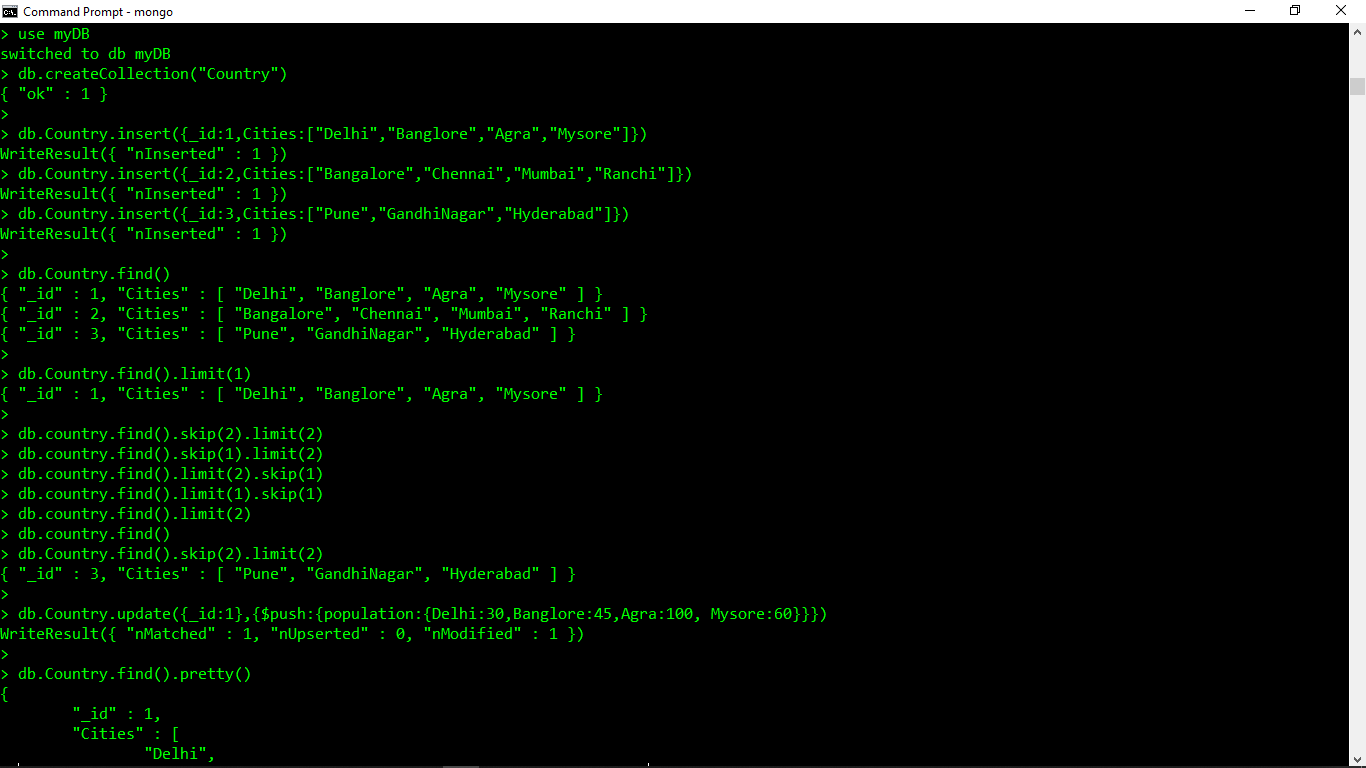 Command Prompt - mongo
> use myDB
switched to db myDB
> db.createCollection("Country")
{ "ok" : 1 }
>
> db.Country.insert({_id:1,Cities:["Delhi","Banglore","Agra","Mysore"]})
WriteResult({ "nInserted" : 1 })
> db.Country.insert({_id:2,Cities:["Bangalore","Chennai","Mumbai","Ranchi"]})
WriteResult({ "nInserted" : 1 })
> db.Country.insert({_id:3,Cities:["Pune","GandhiNagar","Hyderabad"]})
WriteResult({ "nInserted" : 1 })
>
> db.Country.find()
{ "_id" : 1, "Cities" : [ "Delhi", "Banglore", "Agra", "Mysore" ] }
{ "_id" : 2, "Cities" : [ "Bangalore", "Chennai", "Mumbai", "Ranchi" ] }
{ "_id" : 3, "Cities" : [ "Pune", "GandhiNagar", "Hyderabad" ] }
>
> db.Country.find().limit(1)
{ "_id" : 1, "Cities" : [ "Delhi", "Banglore", "Agra", "Mysore" ] }
>
> db.country.find().skip(2).limit(2)
> db.country.find().skip(1).limit(2)
> db.country.find().limit(2).skip(1)
> db.country.find().limit(1).skip(1)
> db.country.find().limit(2)
> db.country.find()
> db.Country.find().skip(2).limit(2)
{ "_id" : 3, "Cities" : [ "Pune", "GandhiNagar", "Hyderabad" ] }
>
> db.Country.update({_id:1},{$push:{population:{Delhi:30,Banglore:45,Agra:100, Mysore:60}}})
WriteResult({ "nMatched" : 1, "nUpserted" : 0, "nModified" : 1 })
>
> db.Country.find().pretty()
{
"_id" : 1,
"Cities" : [
"Delhi",